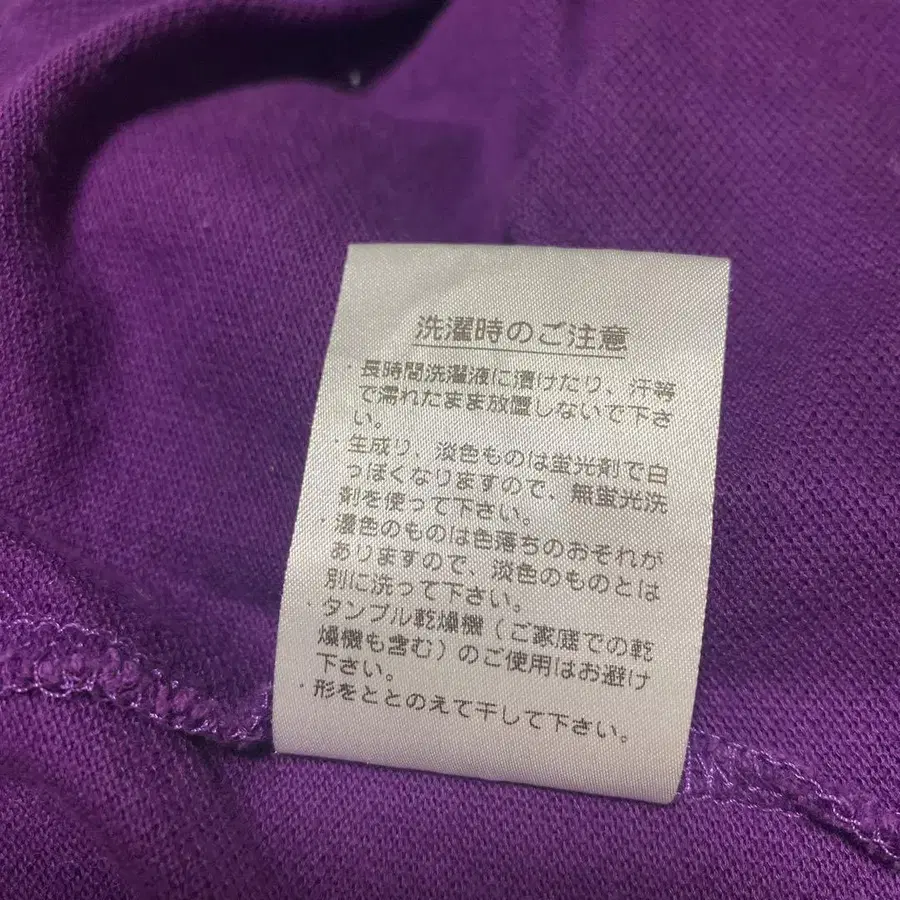 洗濯時のご注意
・長時間洗濯液に漬けたり、汗等
で濡れたまま放置しないで下さ
い。
・生成り、淡色ものは蛍光剤で白
っぽくなりますので、無蛍光洗
剤を使って下さい。
・濃色のものは色落ちのおそれが
ありますので、淡色のものとは
別に洗って下さい。
・タンブル乾燥機（ご家庭での乾
燥機も含む）のご使用はお避け
下さい。
・形をととのえて干して下さい。